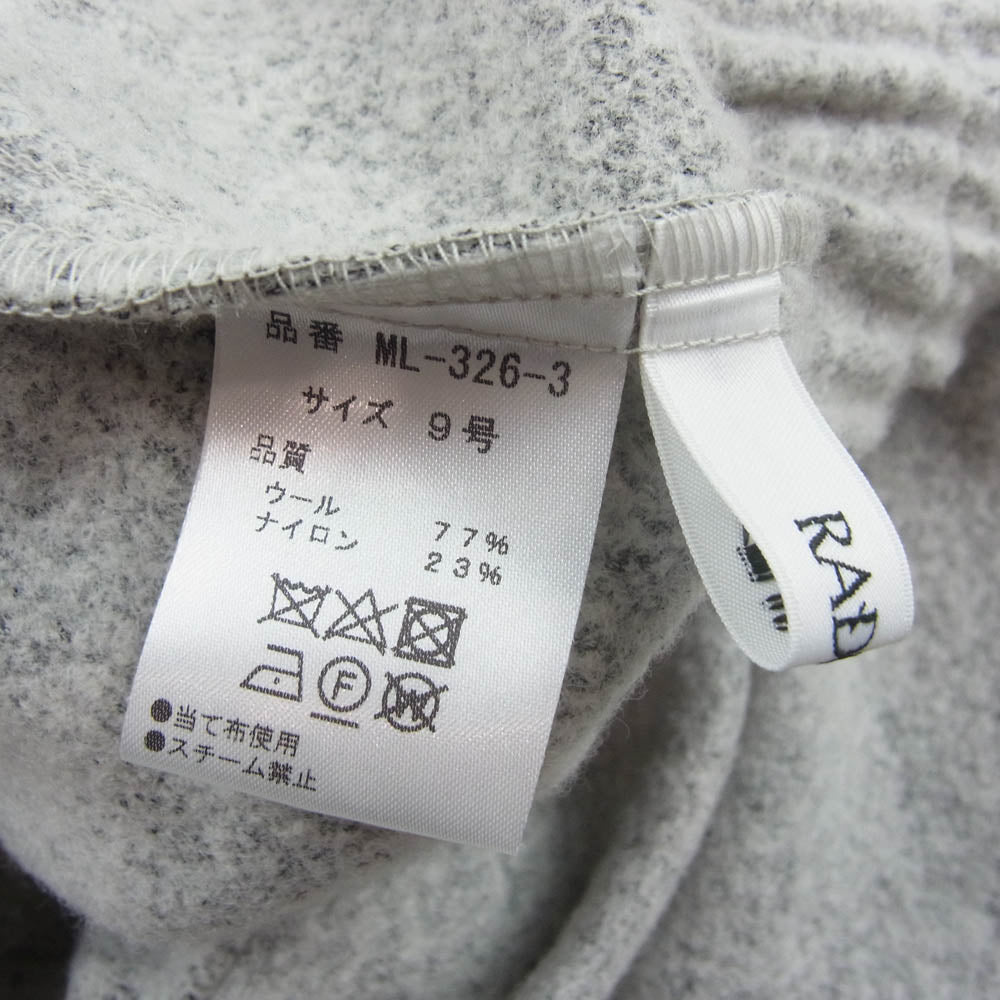 品番 ML-326-3
サイズ 9号
品質
ウール 77%
ナイロン 23%
F
W
●当て布使用
●スチーム禁止
RAD